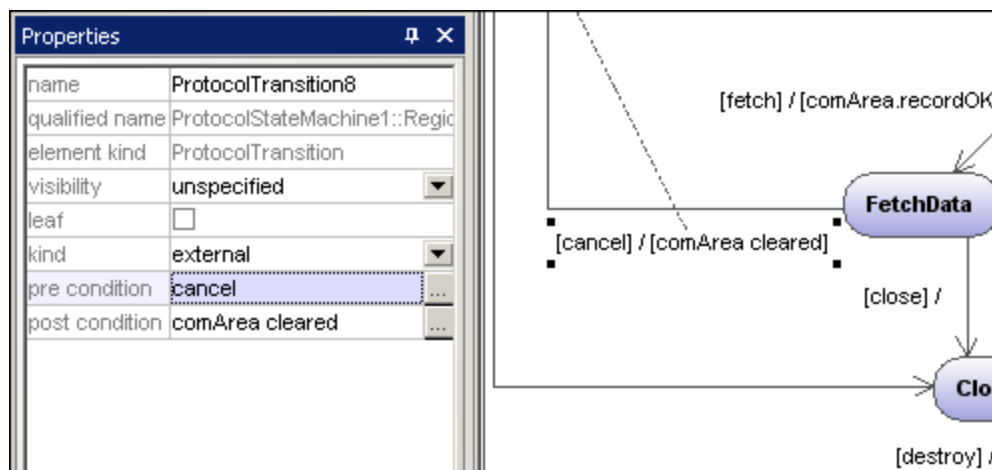 Properties
name ProtocolTransition8
qualified name ProtocolStateMachine1::Regio
element kind ProtocolTransition
visibility unspecified
leaf
kind external
pre condition cancel ...
post condition comArea cleared ...
[fetch] / [comArea.recordOK
FetchData
[cancel] / [comArea cleared]
[close] /
Clo
[destroy] /